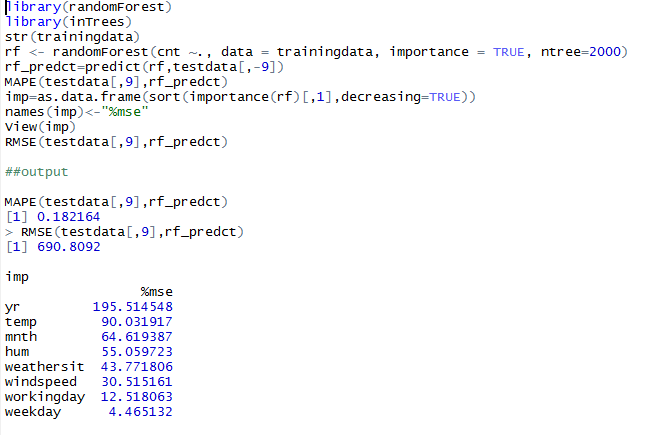 library(randomForest)
library(inTrees)
str(trainingdata)
rf <- randomForest(cnt ~., data = trainingdata, importance = TRUE, ntree=2000)
rf_predct=predict(rf,testdata[,-9])
MAPE(testdata[,9],rf_predct)
imp=as.data.frame(sort(importance(rf)[,1],decreasing=TRUE))
names(imp)<-"%mse"
View(imp)
RMSE(testdata[,9],rf_predct)
##output
MAPE(testdata[,9],rf_predct)
[1] 0.182164
> RMSE(testdata[,9],rf_predct)
[1] 690.8092
imp
%mse
yr 195.514548
temp 90.031917
mnth 64.619387
hum 55.059723
weathersit 43.771806
windspeed 30.515161
workingday 12.518063
weekday 4.465132